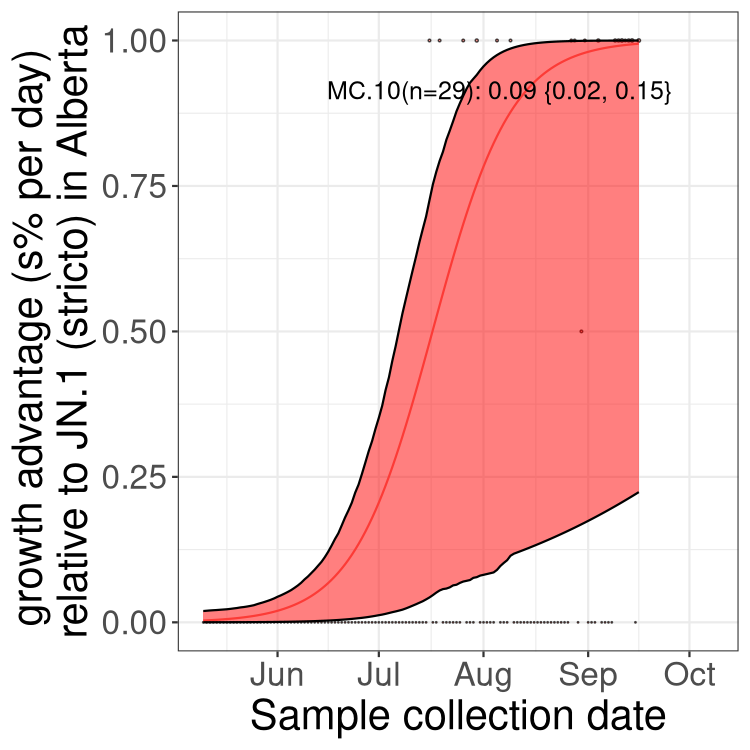 growth advantage (s% per day)
relative to JN.1 (stricto) in Alberta
1.00
0.75
0.50
0.25
0.00
MC.10(n=29): 0.09 {0.02, 0.15}
Jun Jul Aug Sep Oct
Sample collection date